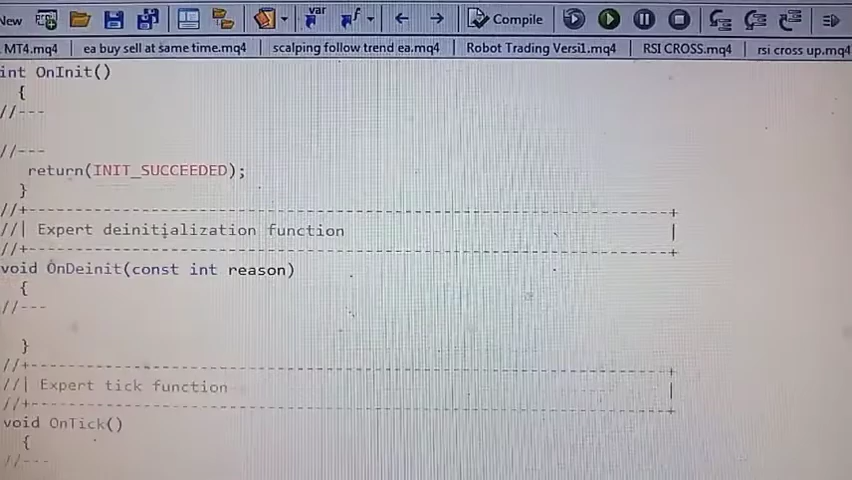 New var f Compile
MT4.mq4 ea buy sell at same time.mq4 scalping follow trend ea.mq4 Robot Trading Versi1.mq4 RSI CROSS.mq4 rsi cross up.mq4
int OnInit()
{
//---
//---
return(INIT_SUCCEEDED);
}
//+------------------------------------------------------------------+
//| Expert deinitialization function |
//+------------------------------------------------------------------+
void OnDeinit(const int reason)
{
//---
}
//+------------------------------------------------------------------+
//| Expert tick function |
//+------------------------------------------------------------------+
void OnTick()
{
//---